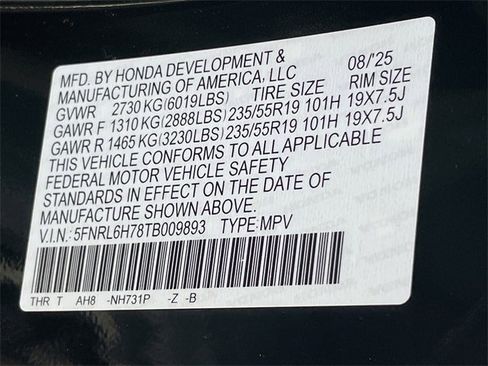 MFD. BY HONDA DEVELOPMENT & 08/'25
MANUFACTURING OF AMERICA, LLC
GVWR 2730 KG(6019LBS) TIRE SIZE RIM SIZE
GAWR F 1310 KG(2888LBS) 235/55R19 101H 19X7.5J
GAWR R 1465 KG(3230LBS) 235/55R19 101H 19X7.5J
THIS VEHICLE CONFORMS TO ALL APPLICABLE
FEDERAL MOTOR VEHICLE SAFETY
STANDARDS IN EFFECT ON THE DATE OF
MANUFACTURE SHOWN ABOVE.
V.I.N.: 5FNRL6H78TB009893 TYPE: MPV
THR T AH8 -NH731P -Z -B